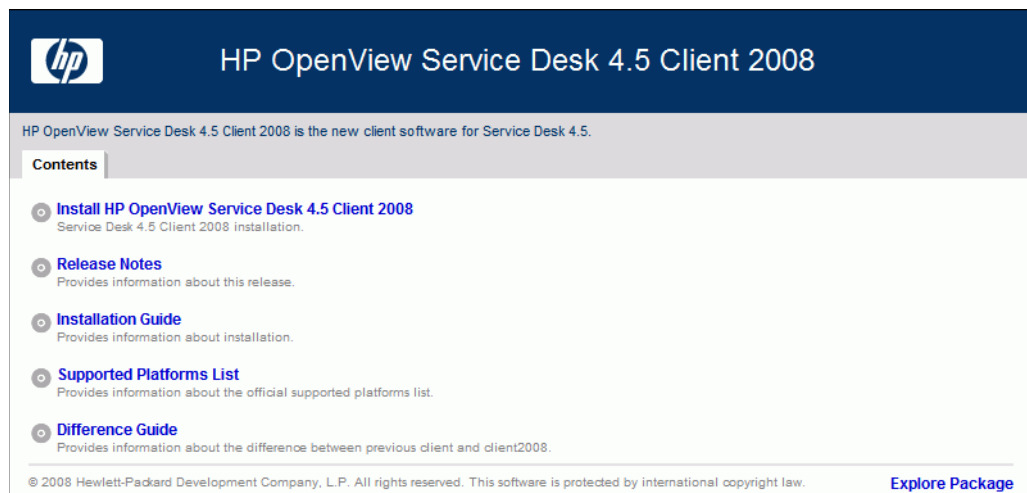 hp
HP OpenView Service Desk 4.5 Client 2008
HP OpenView Service Desk 4.5 Client 2008 is the new client software for Service Desk 4.5.
Contents
Install HP OpenView Service Desk 4.5 Client 2008
Service Desk 4.5 Client 2008 installation.
Release Notes
Provides information about this release.
Installation Guide
Provides information about installation.
Supported Platforms List
Provides information about the official supported platforms list.
Difference Guide
Provides information about the difference between previous client and client2008.
© 2008 Hewlett-Packard Development Company, L.P. All rights reserved. This software is protected by international copyright law.
Explore Package